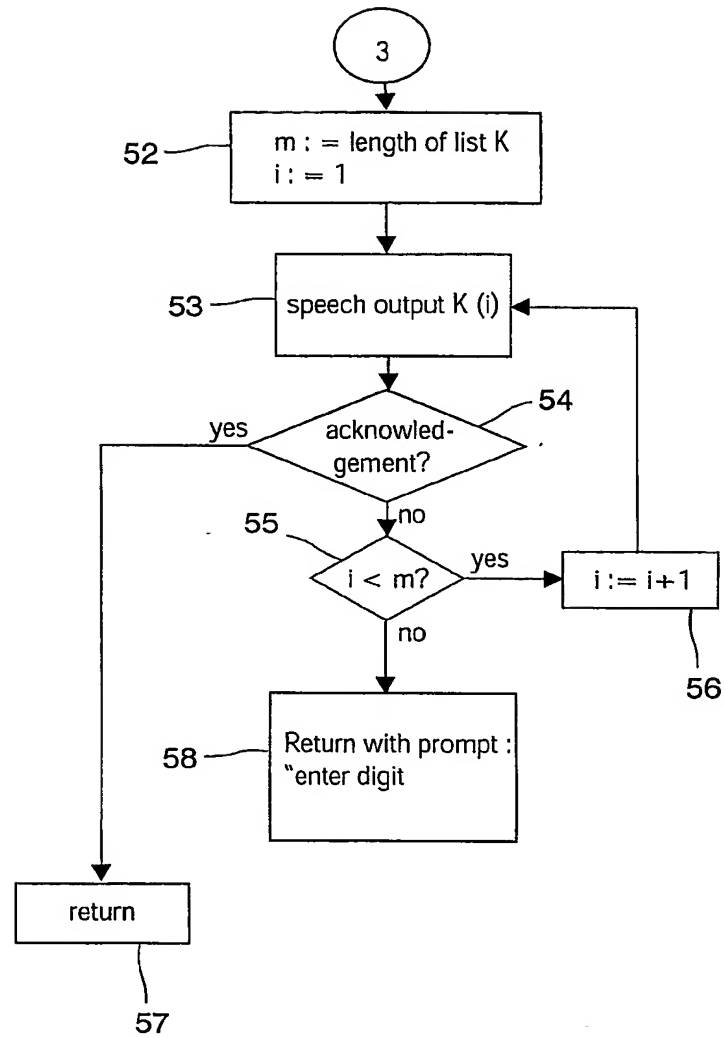 3
52
m : = length of list K
i : = 1
53
speech output K (i)
54
yes
acknowled-
gement?
no
55
i < m?
yes
i := i+1
no
56
58
Return with prompt :
"enter digit
return
57